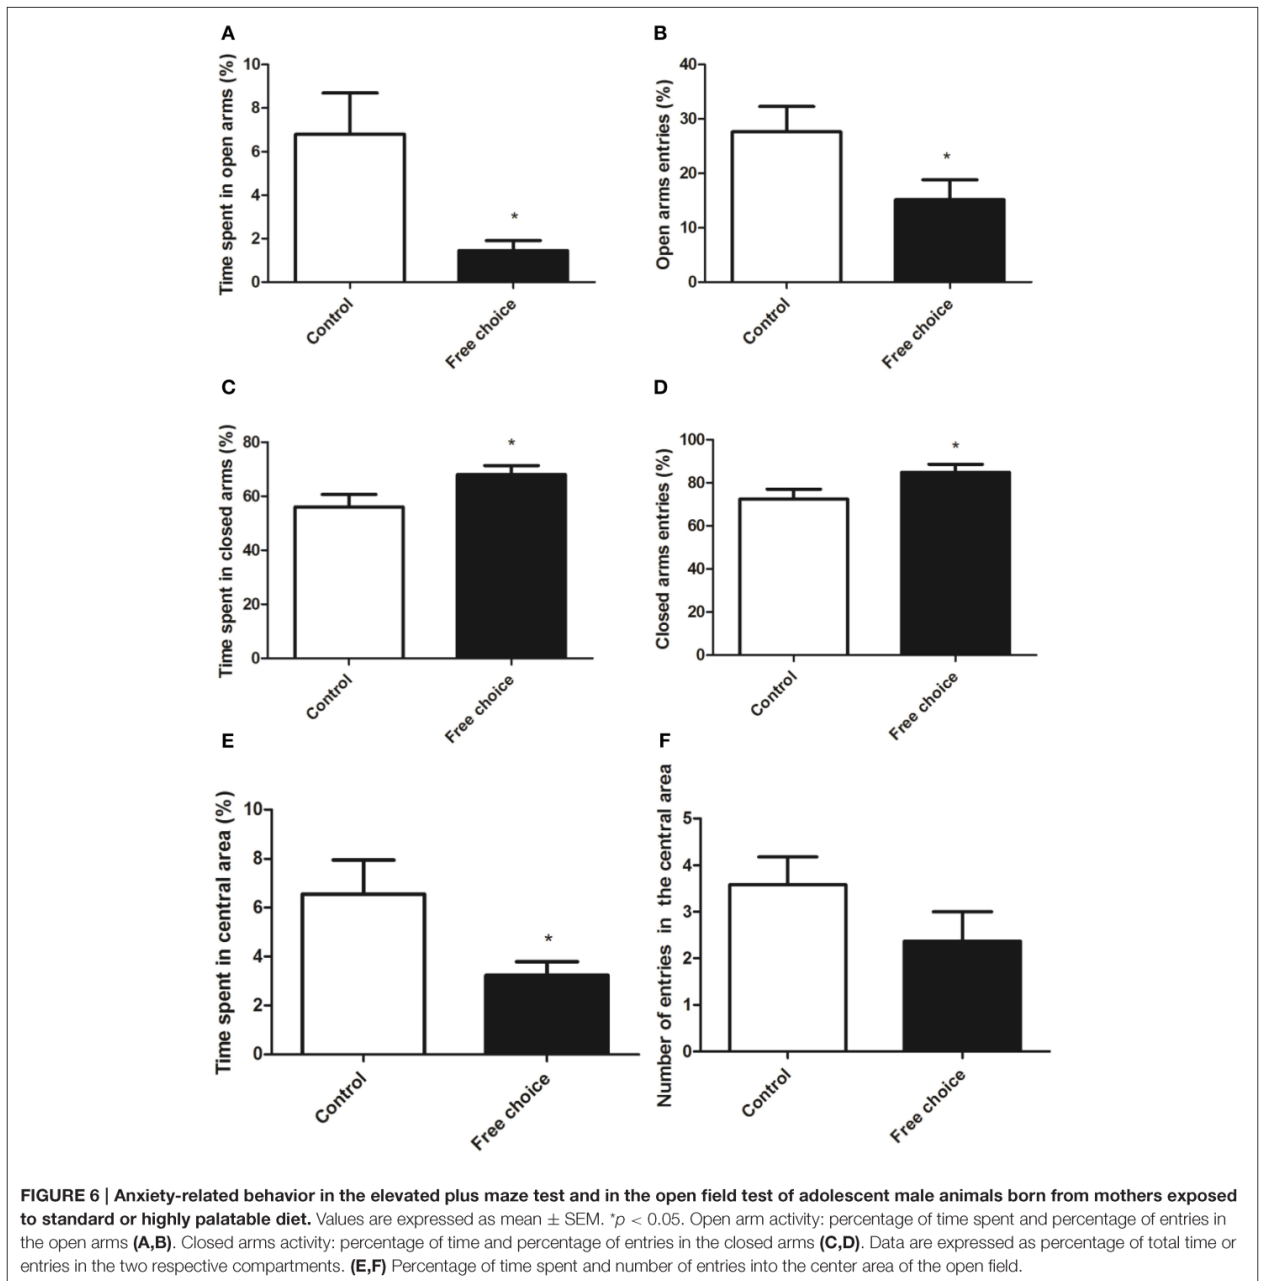 A
Time spent in open arms (%)
10
8
6
4
2
0
*
Control
Free choice
B
Open arms entries (%)
40
30
20
10
0
*
Control
Free choice
C
Time spent in closed arms (%)
80
60
40
20
0
*
Control
Free choice
D
Closed arms entries (%)
100
80
60
40
20
0
*
Control
Free choice
E
Time spent in central area (%)
10
8
6
4
2
0
*
Control
Free choice
F
Number of entries in the central area
5
4
3
2
1
0
Control
Free choice
FIGURE 6 | Anxiety-related behavior in the elevated plus maze test and in the open field test of adolescent male animals born from mothers exposed
to standard or highly palatable diet. Values are expressed as mean ± SEM. *p < 0.05. Open arm activity: percentage of time spent and percentage of entries in
the open arms (A,B). Closed arms activity: percentage of time and percentage of entries in the closed arms (C,D). Data are expressed as percentage of total time or
entries in the two respective compartments. (E,F) Percentage of time spent and number of entries into the center area of the open field.